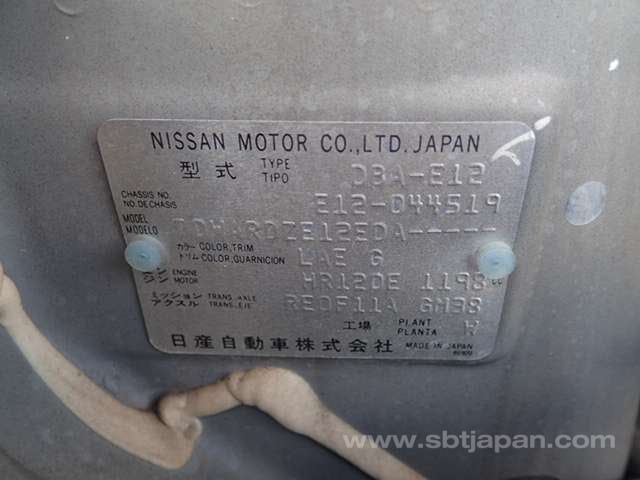 NISSAN MOTOR CO.,LTD. JAPAN
型式 TYPE TIPO DBA-E12
CHASSIS NO. NO.DE CHASIS E12-044519
MODEL MODELO
カラー COLOR,TRIM トリム COLOR,GUARNICION LAE G
ENGINE MOTOR HR12DE 1198 cc
ミッション アクスル TRANS.AXLE TRANS.EJE RE0F11A GM38
工場 PLANT PLANTA W
日産自動車株式会社 MADE IN JAPAN
www.sbtjapan.com